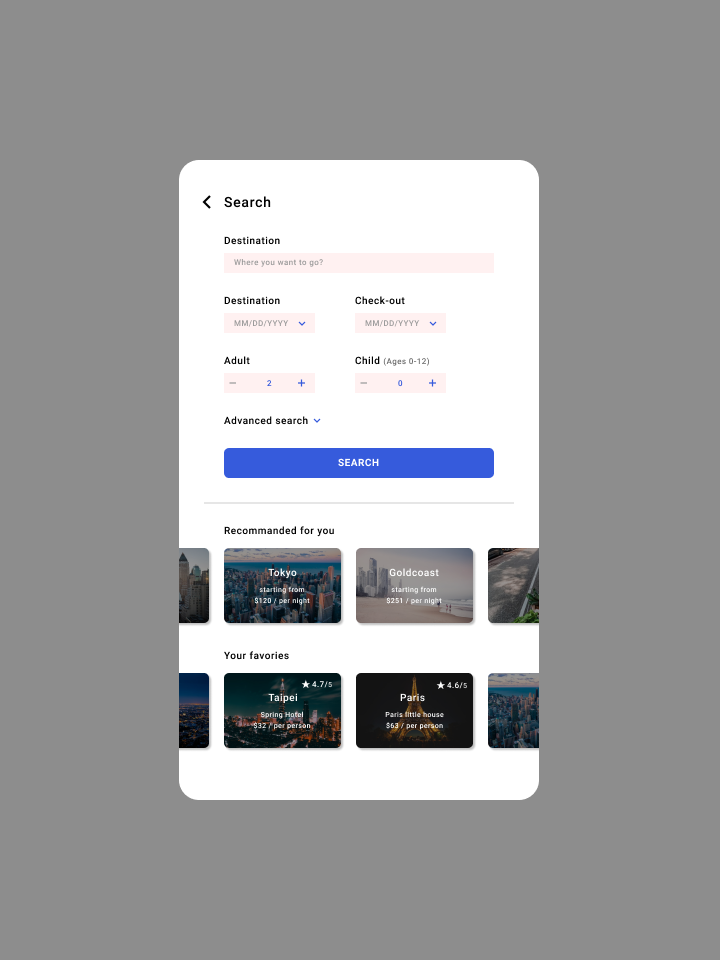 Search
Destination
Where you want to go?
Destination
Check-out
MM/DD/YYYY
MM/DD/YYYY
Adult
Child (Ages 0-12)
2
0
Advanced search
SEARCH
Recommanded for you
Tokyo
starting from
$120 / per night
Goldcoast
starting from
$251 / per night
Your favories
4.7/5
Taipei
Spring Hotel
$32 / per person
4.6/5
Paris
Paris little house
$63 / per person